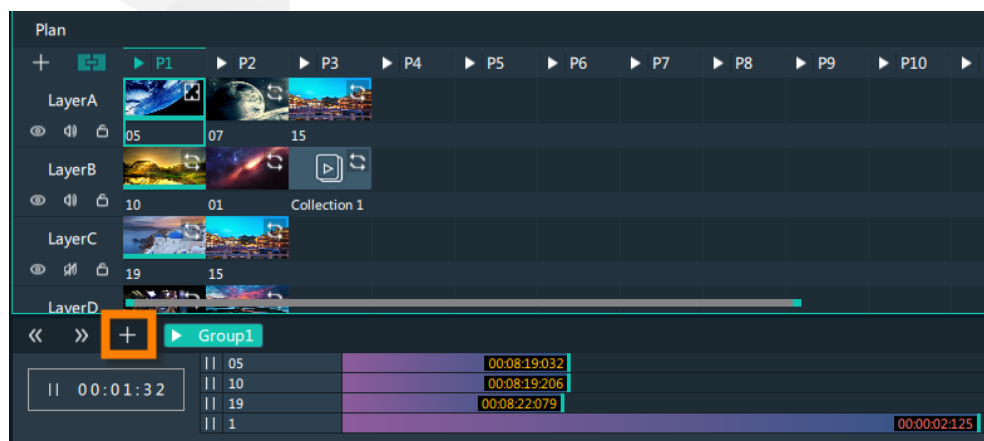 Plan
P1 P2 P3 P4 P5 P6 P7 P8 P9 P10
LayerA
05 07 15
LayerB
10 01 Collection 1
LayerC
19 15
LayerD
Group1
00:01:32
05 00:08:19:032
10 00:08:19:206
19 00:08:22:079
1 00:00:02:125